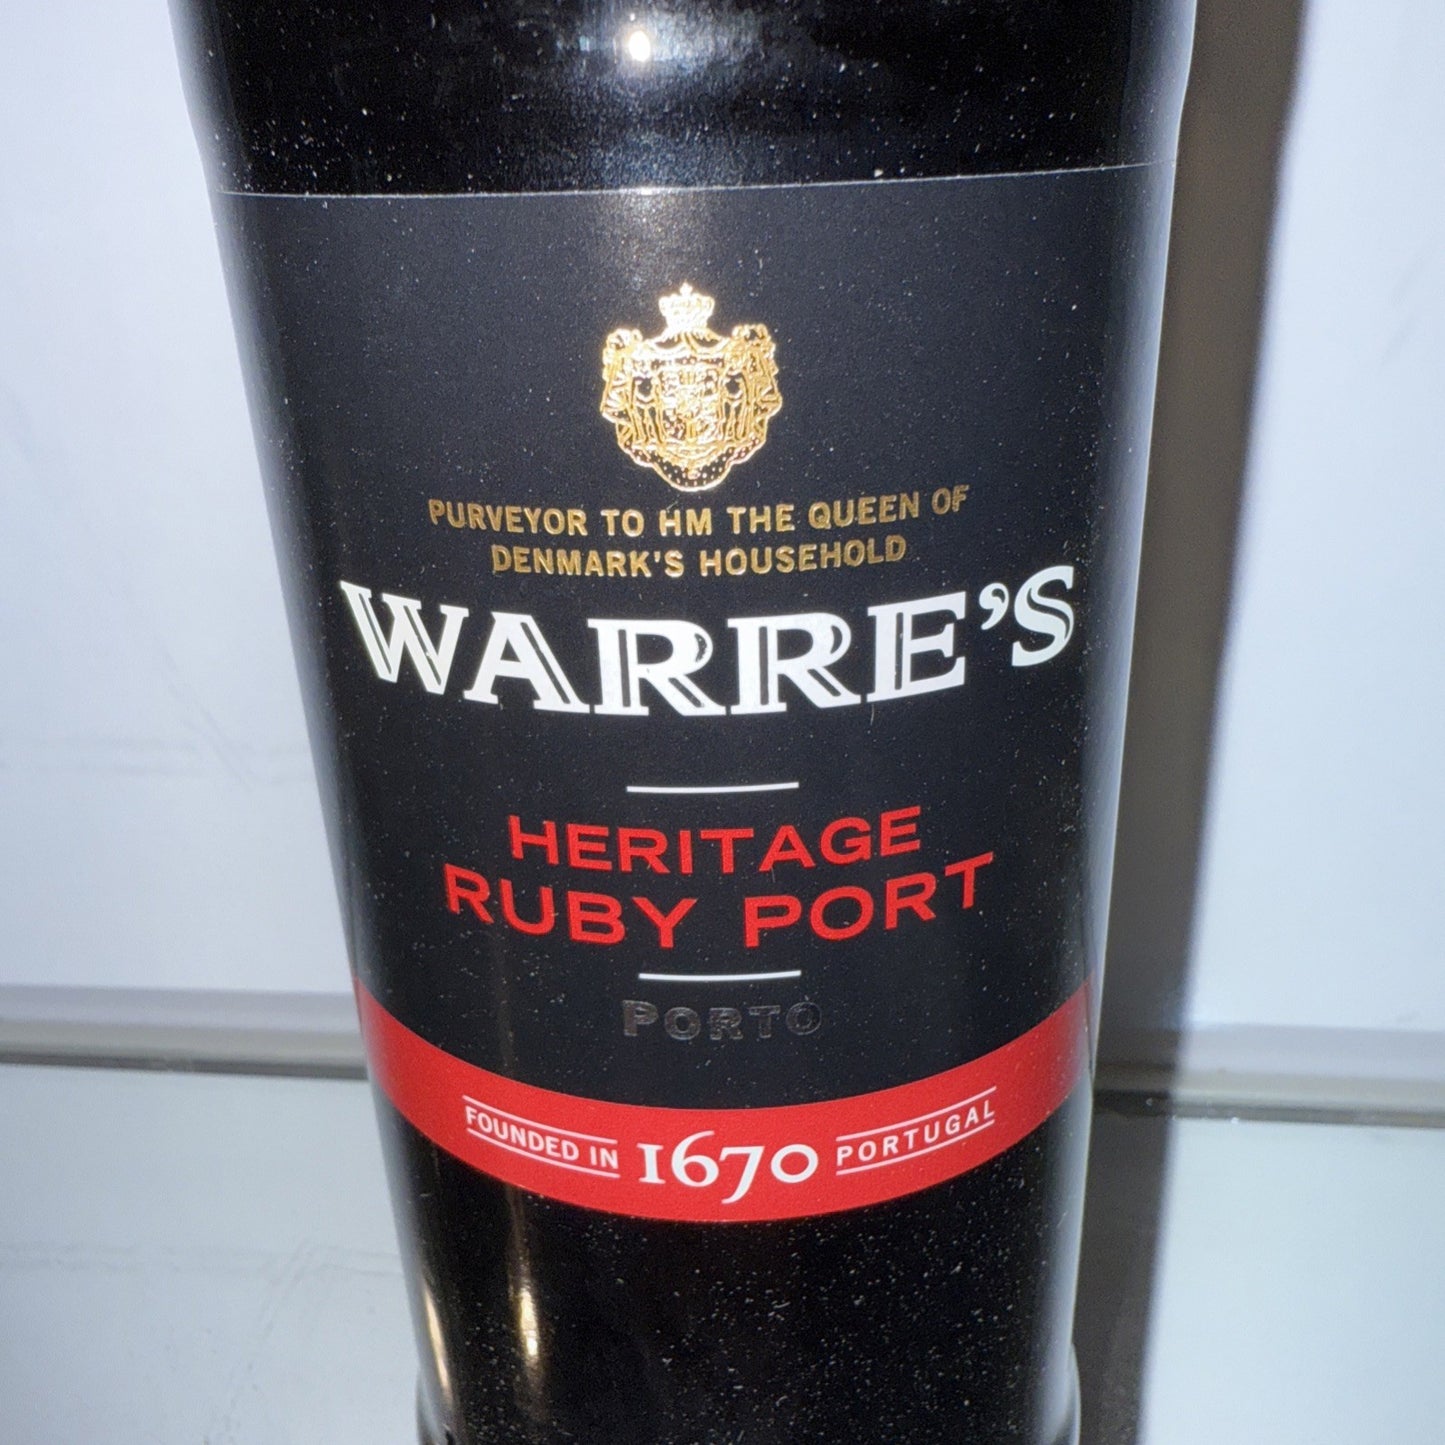 PURVEYOR TO HM THE QUEEN OF
DENMARK'S HOUSEHOLD
WARRE'S
HERITAGE
RUBY PORT
PORTO
FOUNDED IN 1670 PORTUGAL